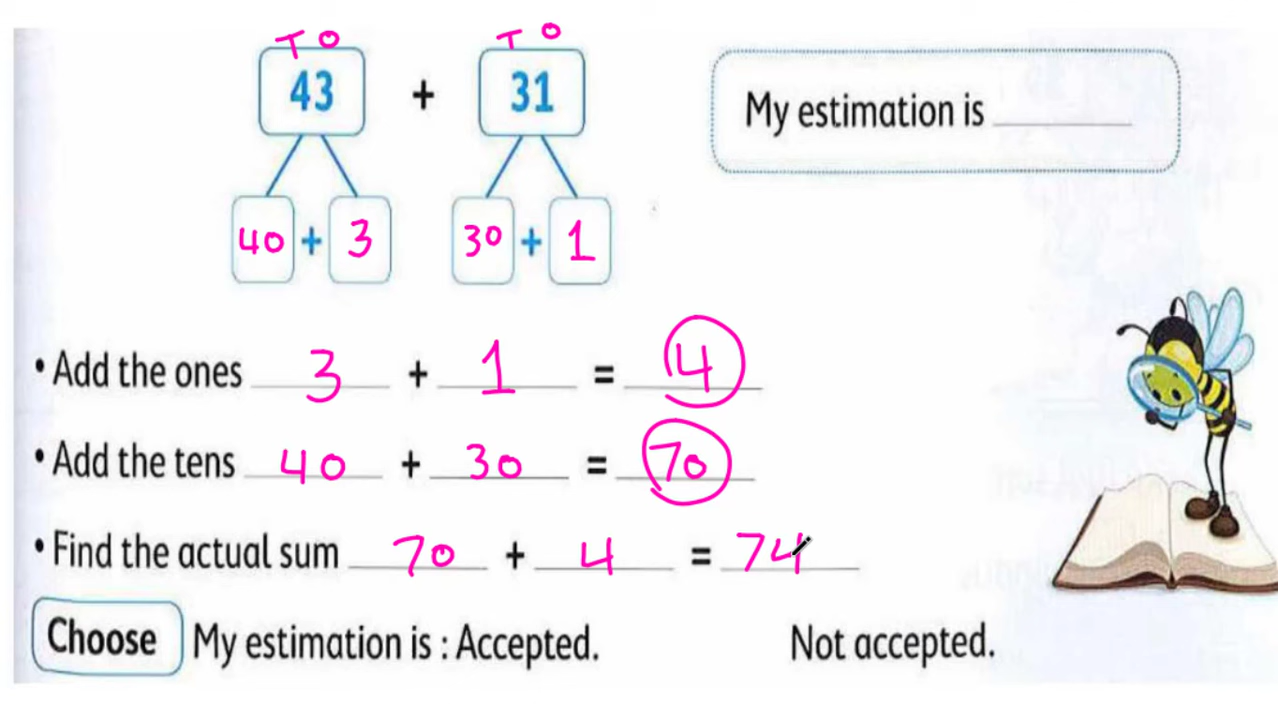 T O T O
43 + 31
My estimation is
40 + 3 30 + 1
• Add the ones 3 + 1 = 4
• Add the tens 40 + 30 = 70
• Find the actual sum 70 + 4 = 74
Choose My estimation is : Accepted. Not accepted.